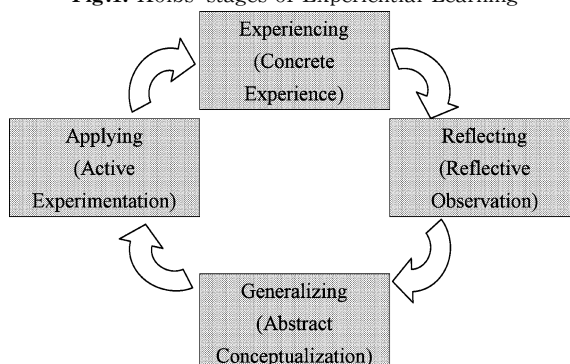 Fig.1. Kolbs' stages of Experiential Learning
Experiencing
(Concrete
Experience)
Applying
(Active
Experimentation)
Reflecting
(Reflective
Observation)
Generalizing
(Abstract
Conceptualization)